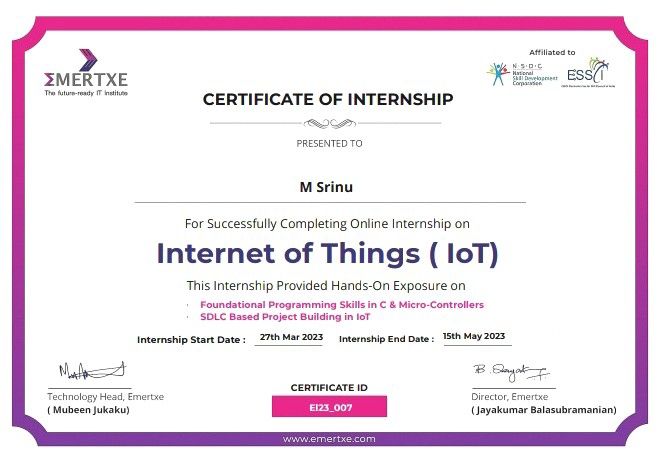 EMERTXE
The future-ready IT Institute
Affiliated to
N·S·D·C
National
Skill Development
Corporation
ESSCI
CERTIFICATE OF INTERNSHIP
PRESENTED TO
M Srinu
For Successfully Completing Online Internship on
Internet of Things ( IoT)
This Internship Provided Hands-On Exposure on
· Foundational Programming Skills in C & Micro-Controllers
· SDLC Based Project Building in IoT
Internship Start Date : 27th Mar 2023 Internship End Date : 15th May 2023
Technology Head, Emertxe
( Mubeen Jukaku)
CERTIFICATE ID
EI23_007
Director, Emertxe
( Jayakumar Balasubramanian)
www.emertxe.com